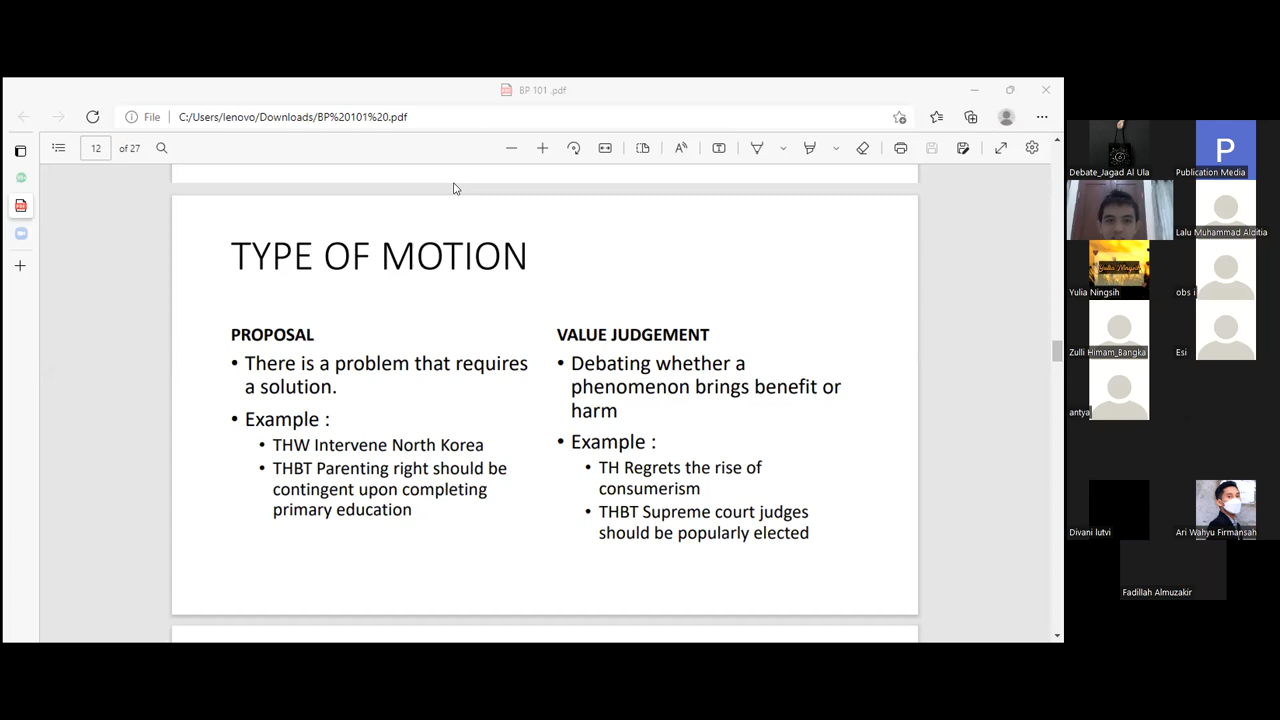 BP 101 .pdf
File
C:/Users/lenovo/Downloads/BP%20101%20.pdf
12 of 27
TYPE OF MOTION
PROPOSAL
• There is a problem that requires
a solution.
• Example :
• THW Intervene North Korea
• THBT Parenting right should be
contingent upon completing
primary education
VALUE JUDGEMENT
• Debating whether a
phenomenon brings benefit or
harm
• Example :
• TH Regrets the rise of
consumerism
• THBT Supreme court judges
should be popularly elected
Debate_Jagad Al Ula
P
Publication Media
Lalu Muhammad Alditia
Yulia Ningsih
Yulia Ningsih
obs i
Zulli Himam_Bangka
Esi
antya
Divani lutvi
Ari Wahyu Firmansah
Fadillah Almuzakir